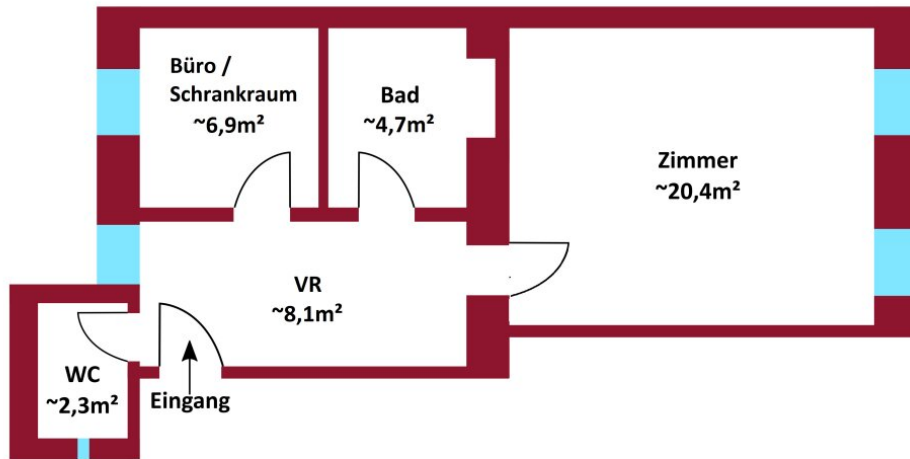 Büro /
Schrankraum
~6,9m²
Bad
~4,7m²
Zimmer
~20,4m²
VR
~8,1m²
WC
~2,3m²
Eingang